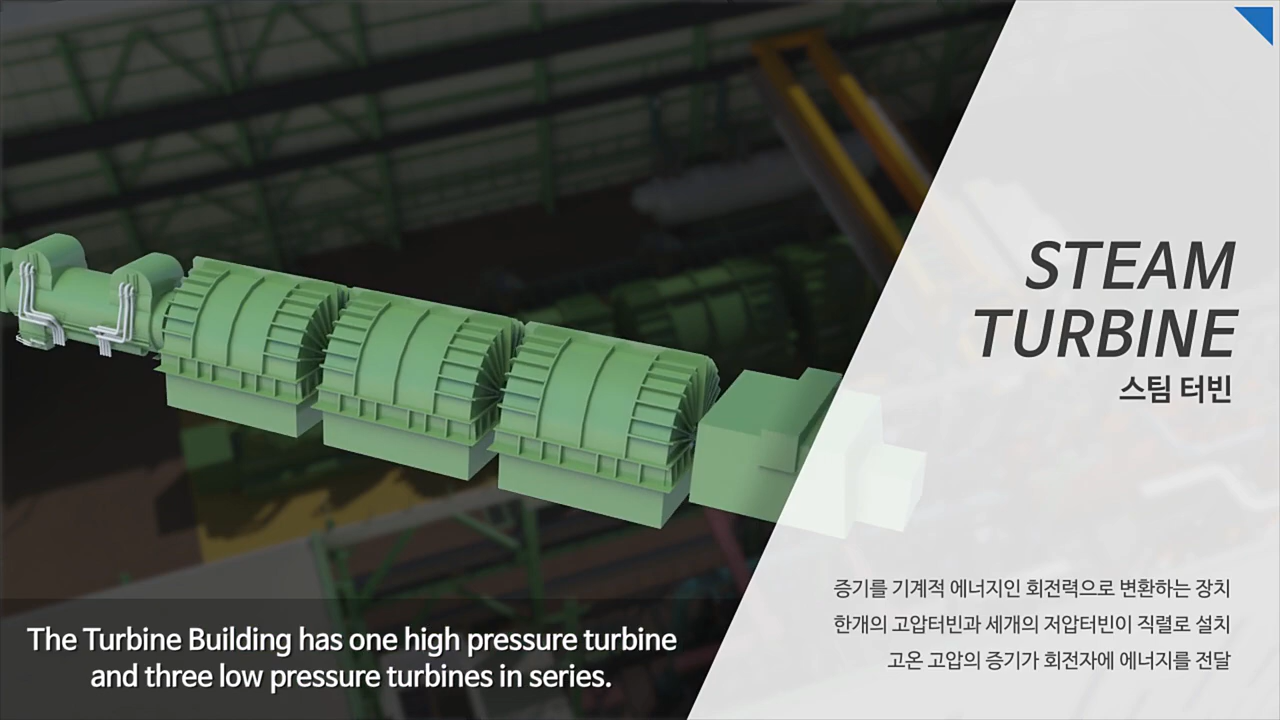 STEAM
TURBINE
스팀 터빈
증기를 기계적 에너지인 회전력으로 변환하는 장치
한개의 고압터빈과 세개의 저압터빈이 직렬로 설치
고온 고압의 증기가 회전자에 에너지를 전달
The Turbine Building has one high pressure turbine
and three low pressure turbines in series.